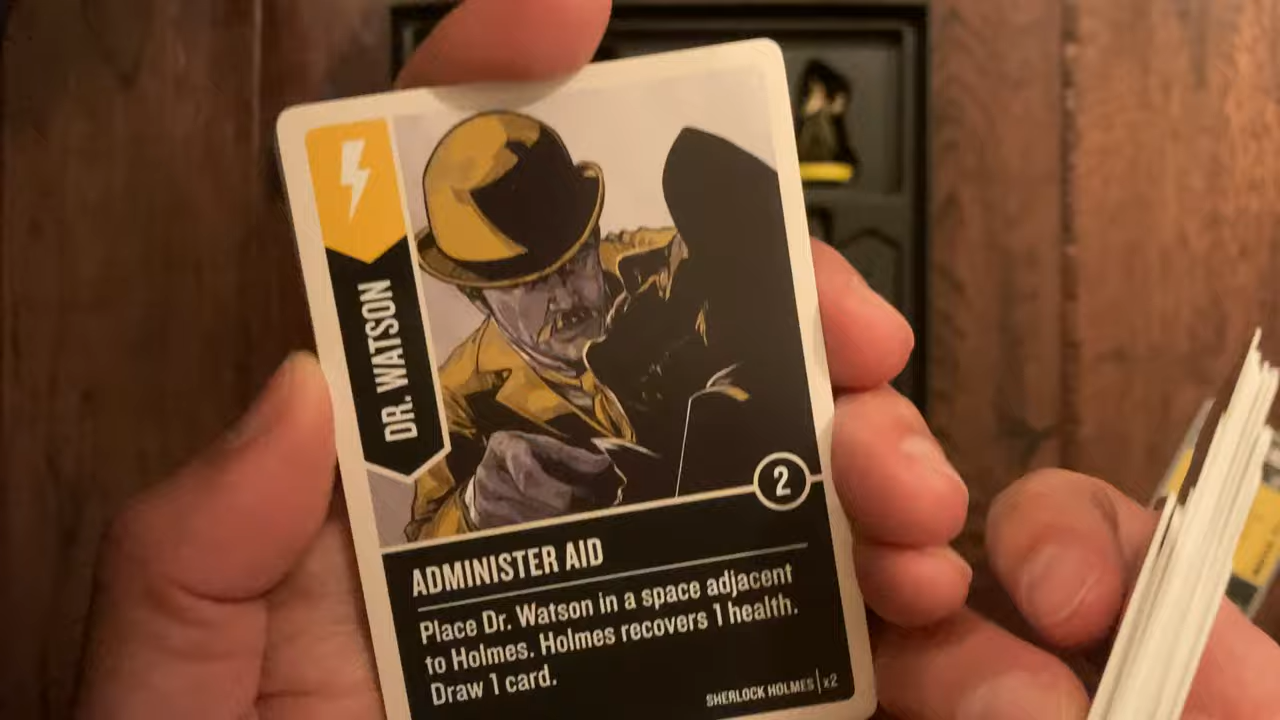 DR. WATSON
2
ADMINISTER AID
Place Dr. Watson in a space adjacent
to Holmes. Holmes recovers 1 health.
Draw 1 card.
SHERLOCK HOLMES | x2